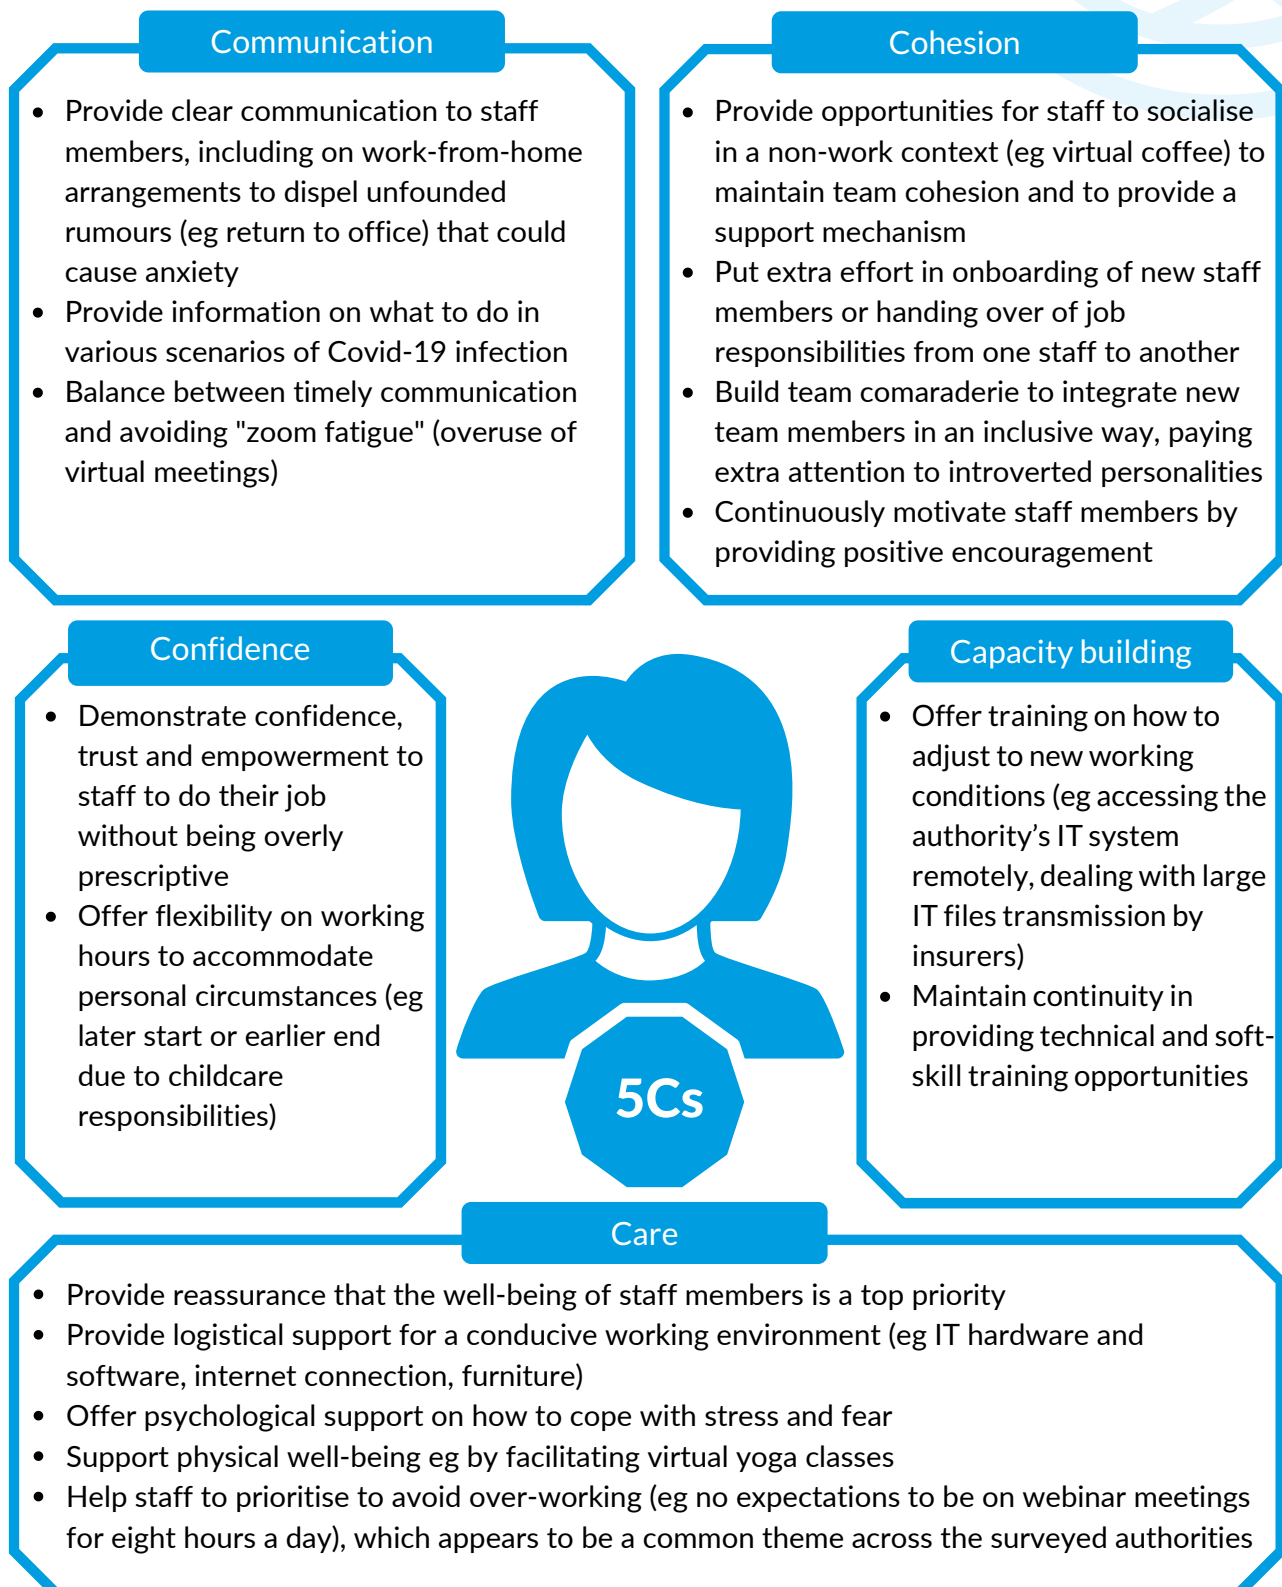 Communication
• Provide clear communication to staff
members, including on work-from-home
arrangements to dispel unfounded
rumours (eg return to office) that could
cause anxiety
• Provide information on what to do in
various scenarios of Covid-19 infection
• Balance between timely communication
and avoiding "zoom fatigue" (overuse of
virtual meetings)
Cohesion
• Provide opportunities for staff to socialise
in a non-work context (eg virtual coffee) to
maintain team cohesion and to provide a
support mechanism
• Put extra effort in onboarding of new staff
members or handing over of job
responsibilities from one staff to another
• Build team comaraderie to integrate new
team members in an inclusive way, paying
extra attention to introverted personalities
• Continuously motivate staff members by
providing positive encouragement
Confidence
• Demonstrate confidence,
trust and empowerment to
staff to do their job
without being overly
prescriptive
• Offer flexibility on working
hours to accommodate
personal circumstances (eg
later start or earlier end
due to childcare
responsibilities)
5Cs
Capacity building
• Offer training on how to
adjust to new working
conditions (eg accessing the
authority’s IT system
remotely, dealing with large
IT files transmission by
insurers)
• Maintain continuity in
providing technical and soft-
skill training opportunities
Care
• Provide reassurance that the well-being of staff members is a top priority
• Provide logistical support for a conducive working environment (eg IT hardware and
software, internet connection, furniture)
• Offer psychological support on how to cope with stress and fear
• Support physical well-being eg by facilitating virtual yoga classes
• Help staff to prioritise to avoid over-working (eg no expectations to be on webinar meetings
for eight hours a day), which appears to be a common theme across the surveyed authorities